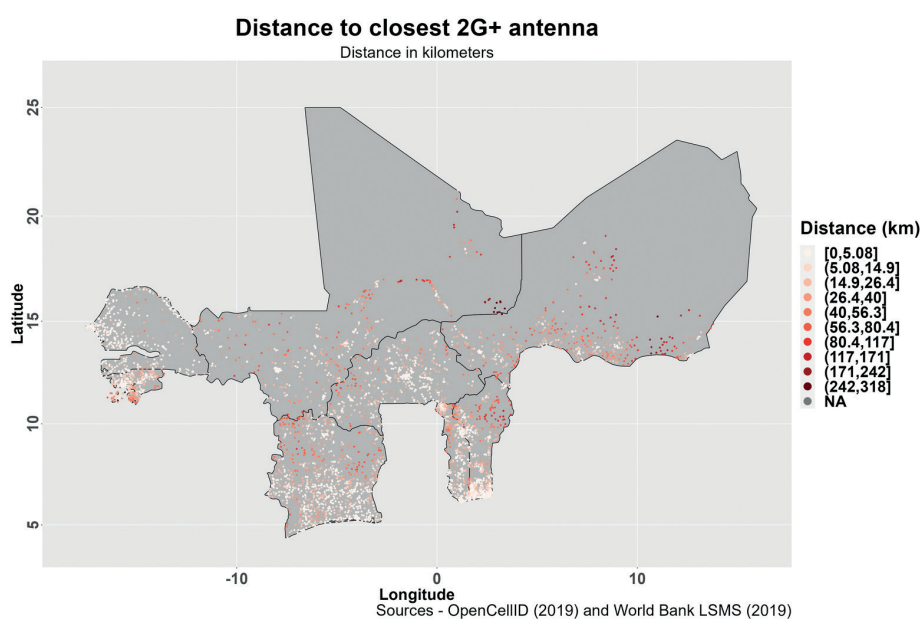 Distance to closest 2G+ antenna
Distance in kilometers
25
20
15
10
5
Latitude
-10
0
10
Longitude
Distance (km)
[0,5.08]
(5.08,14.9]
(14.9,26.4]
(26.4,40]
(40,56.3]
(56.3,80.4]
(80.4,117]
(117,171]
(171,242]
(242,318]
NA
Sources - OpenCellID (2019) and World Bank LSMS (2019)